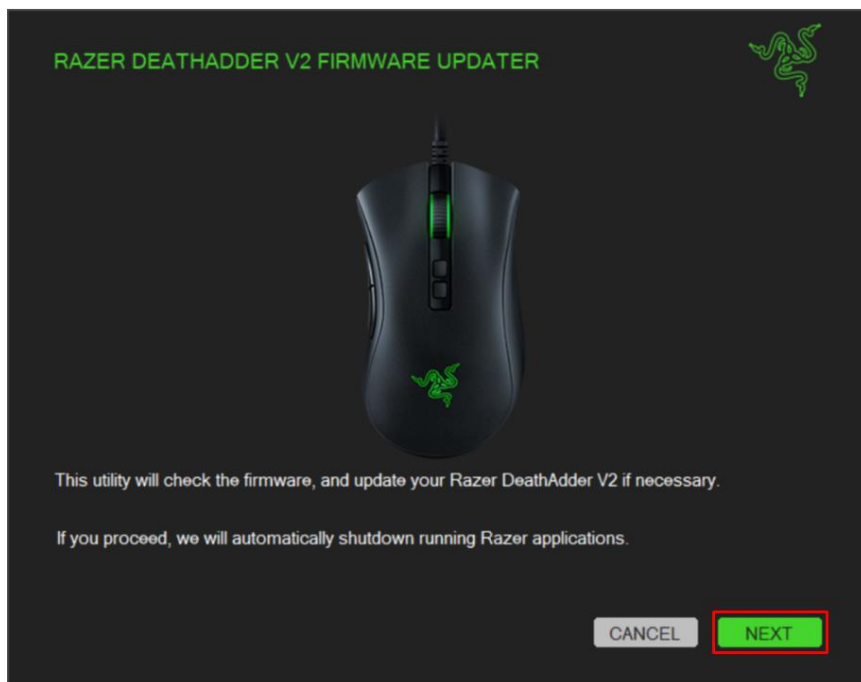 RAZER DEATHADDER V2 FIRMWARE UPDATER
This utility will check the firmware, and update your Razer DeathAdder V2 if necessary.
If you proceed, we will automatically shutdown running Razer applications.
CANCEL NEXT